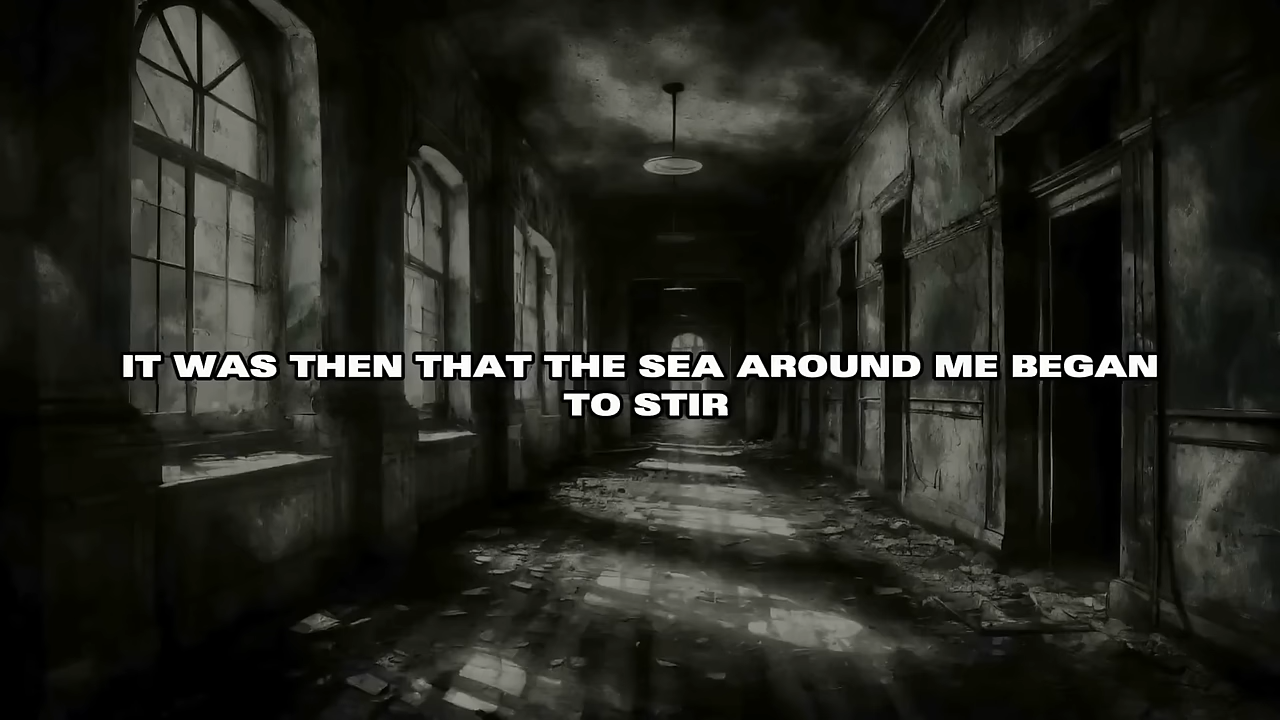 IT WAS THEN THAT THE SEA AROUND ME BEGAN
TO STIR